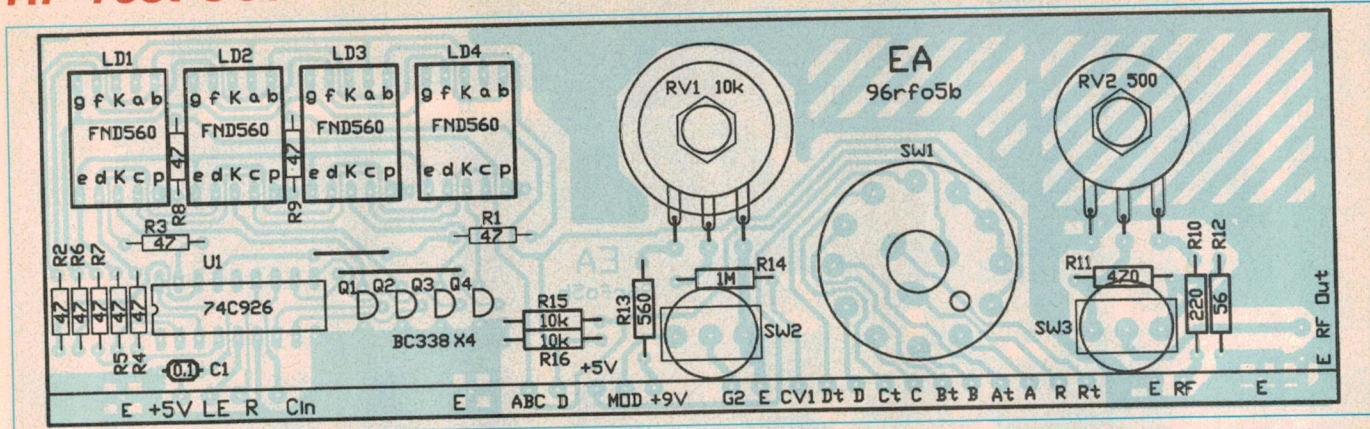 LD1 LD2 LD3 LD4
g f K a b g f K a b g f K a b g f K a b
FND560 FND560 FND560 FND560
e d K c p e d K c p e d K c p e d K c p
47 47
R8 R9
R3
47
R1
47
RV1 10k
EA
96rfo5b
RV2 500
SW1
R2 R6 R7
U1
74C926
47 47 47 47 47
R5 R4
0.1 C1
Q1 Q2 Q3 Q4
BC338 X4
R15
10k
10k
R16
+5V
R13
560
1M
R14
SW2
EA
R11
470
SW3
R10 R12
220 56
E RF Out
E +5V LE R CIn E ABC D MOD +9V G2 E CV1 Dt D Ct C Bt B At A R Rt E RF E